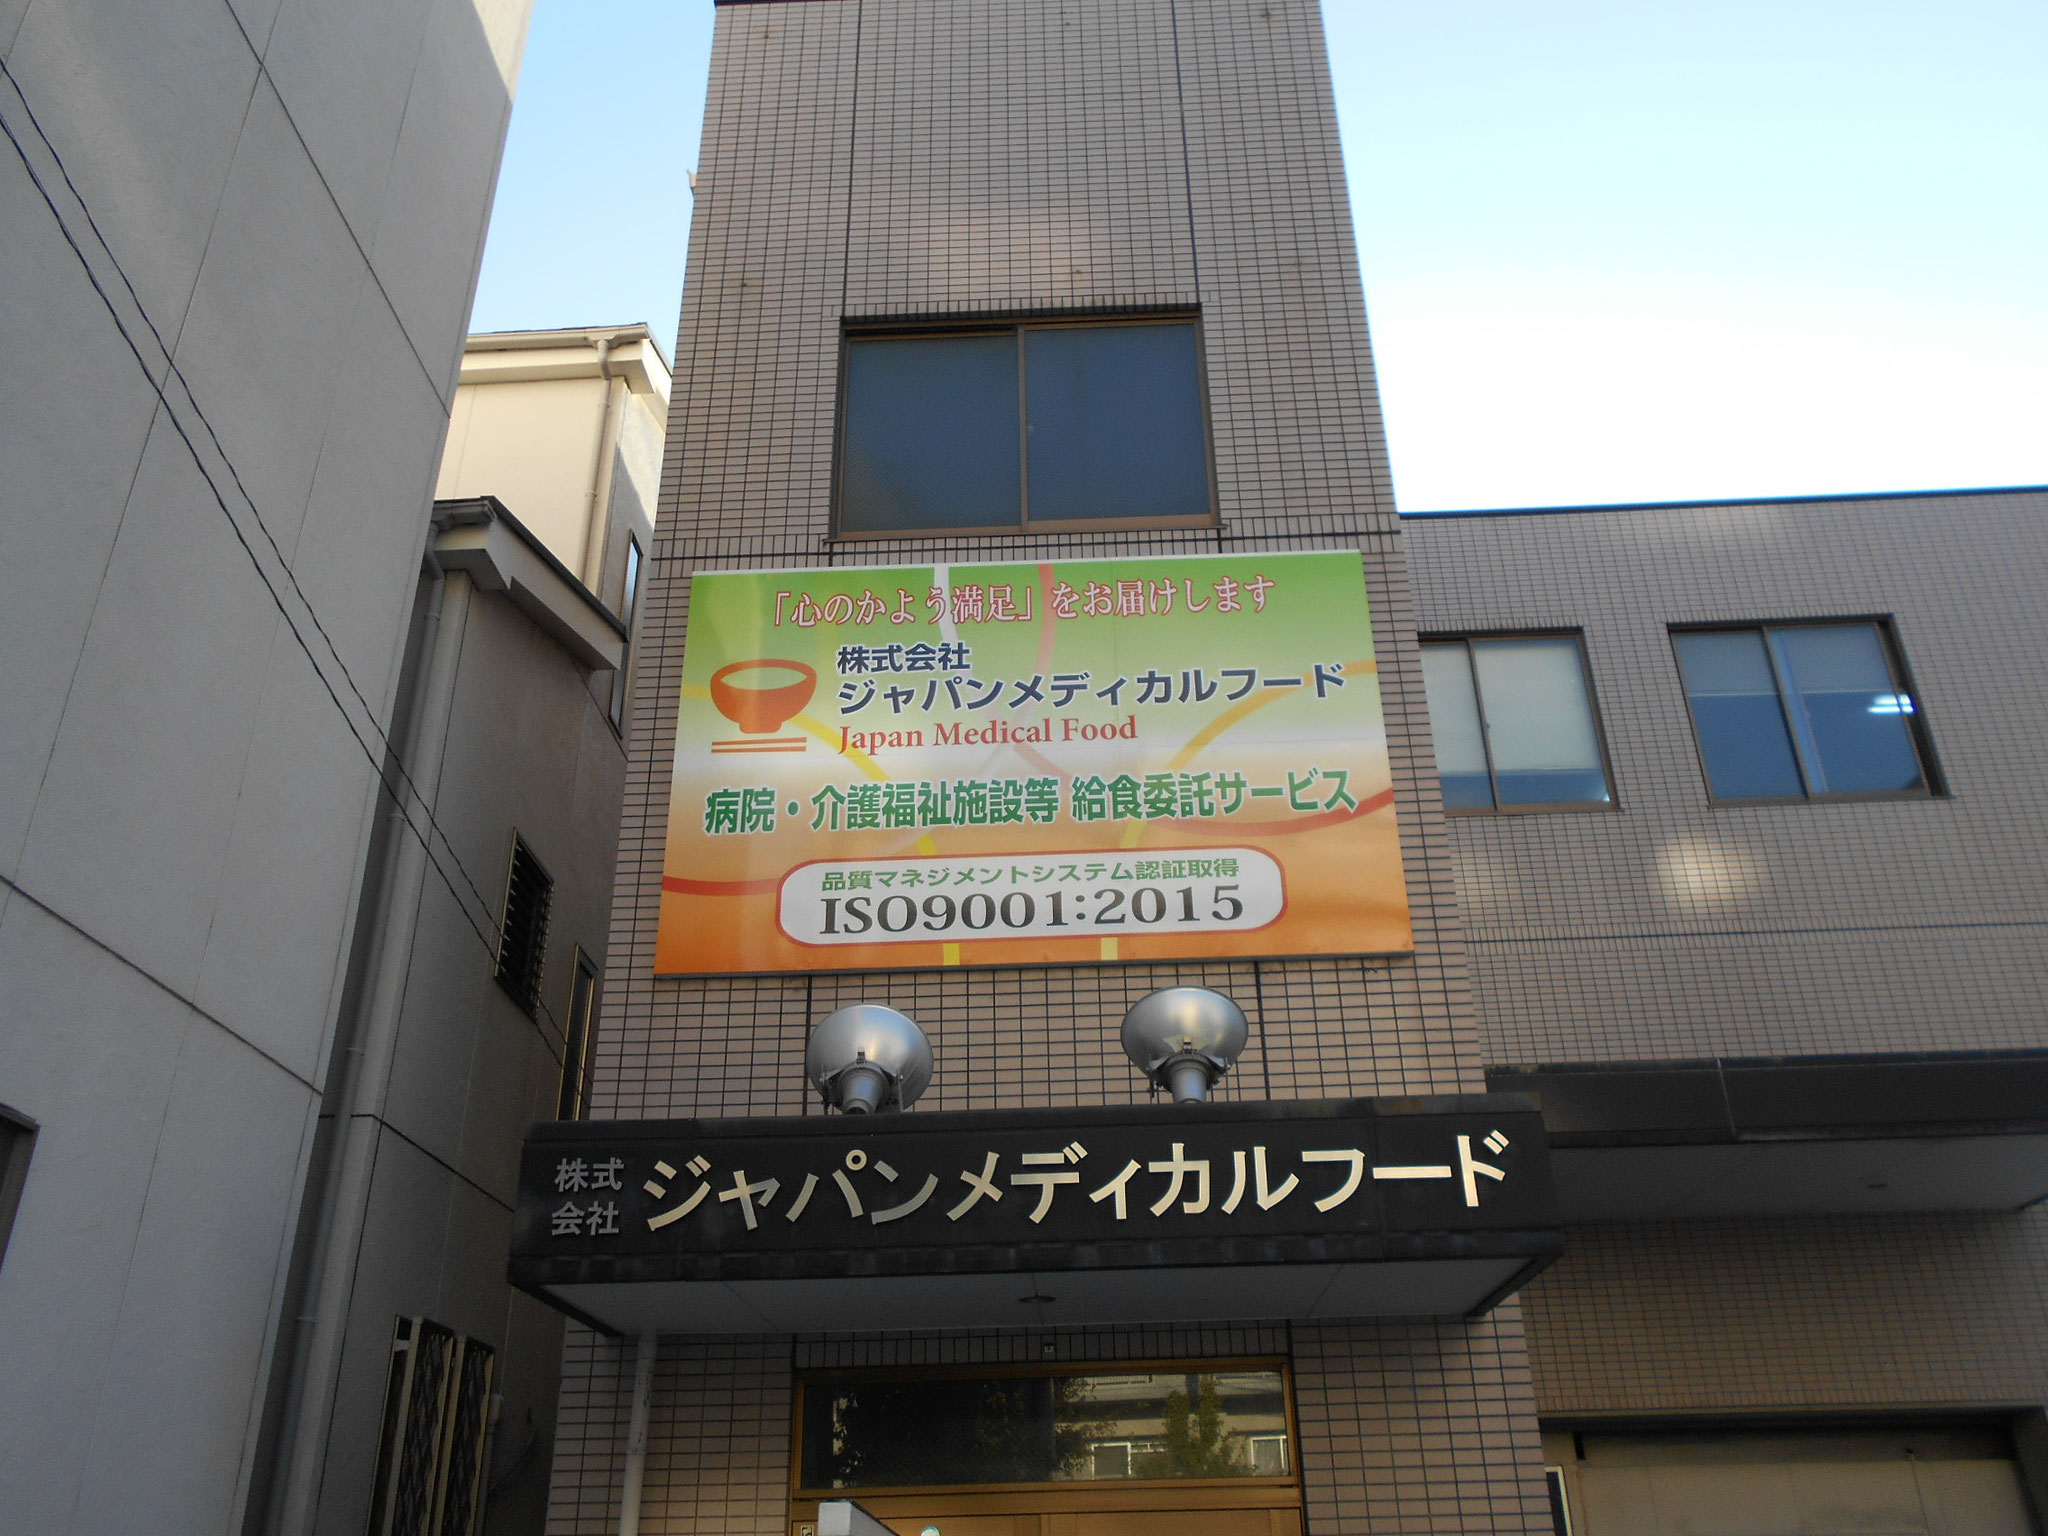 「心のかよう満足」をお届けします
株式会社
ジャパンメディカルフード
Japan Medical Food
病院・介護福祉施設等 給食委託サービス
品質マネジメントシステム認証取得
ISO9001:2015
株式
会社
ジャパンメディカルフード